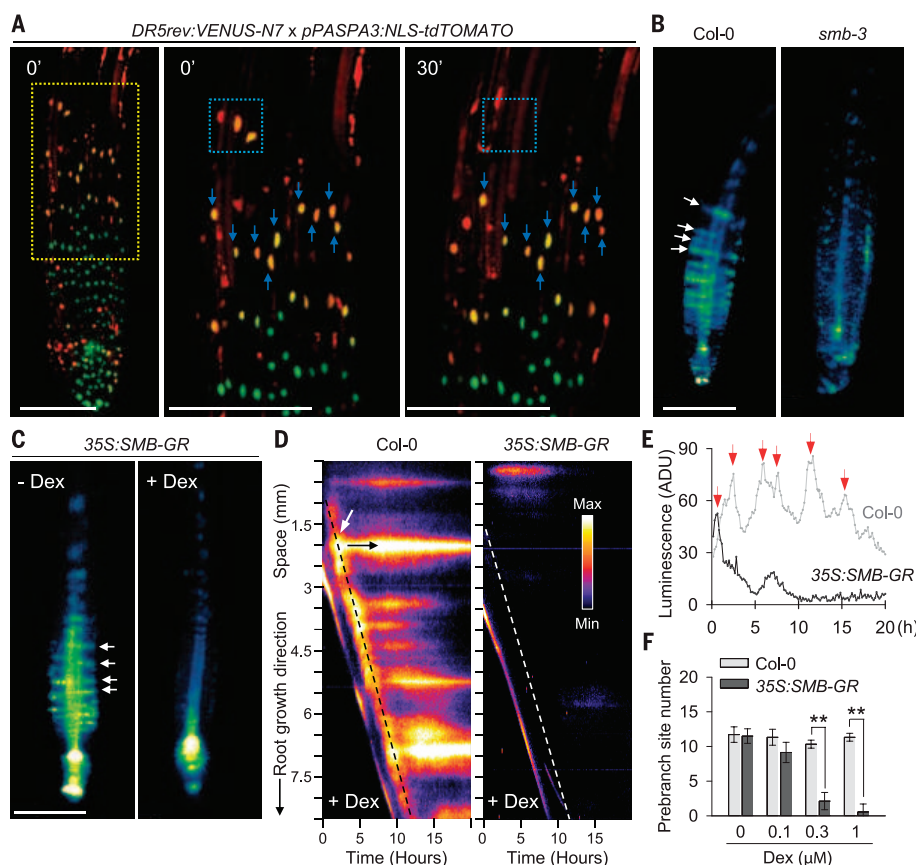 A
DR5rev:VENUS-N7 x pPASPA3:NLS-tdTOMATO
0'
0'
30'
B
Col-0
smb-3
C
35S:SMB-GR
- Dex
+ Dex
D
Col-0
35S:SMB-GR
Space (mm)
Root growth direction
1.5
3
4.5
6
7.5
Max
Min
+ Dex
+ Dex
0
10
0
10
20
Time (Hours)
Time (Hours)
E
Luminescence (ADU)
90
60
30
0
Col-0
35S:SMB-GR
0
5
10
15
20 (h)
F
Col-0
35S:SMB-GR
Prebranch site number
20
15
10
5
0
**
**
0
0.1
0.3
1
Dex (µM)